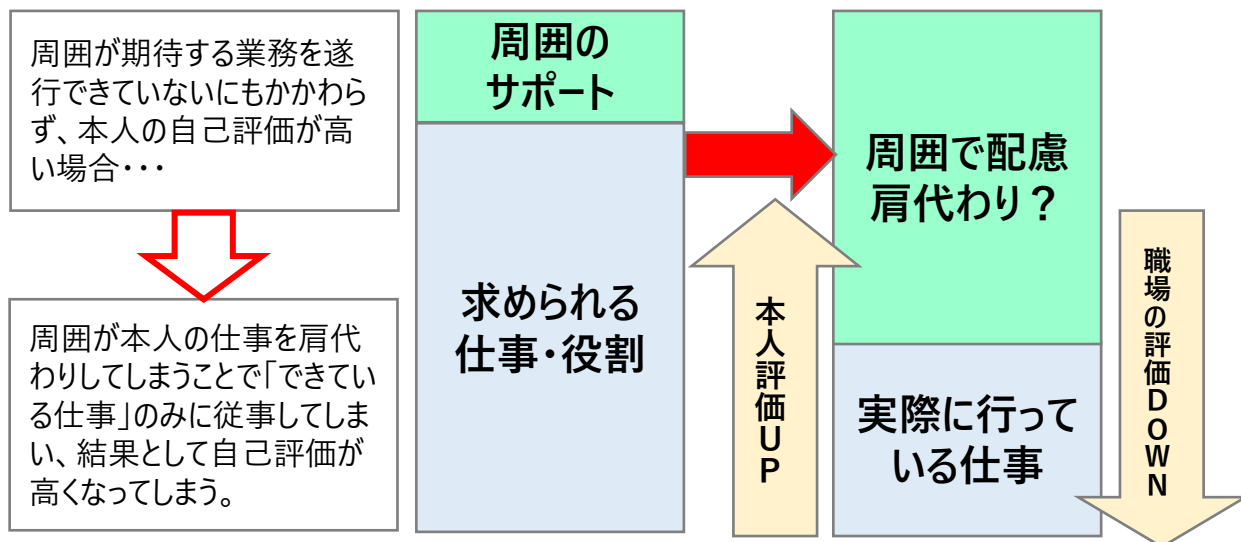 周囲が期待する業務を遂
行できていないにもかかわら
ず、本人の自己評価が高
い場合・・・
周囲が本人の仕事を肩代
わりしてしまうことで「できてい
る仕事」のみに従事してしま
い、結果として自己評価が
高くなってしまう。
周囲の
サポート
求められる
仕事・役割
周囲で配慮
肩代わり？
実際に行って
いる仕事
本人評価ＵＰ
職場の評価ＤＯＷＮ